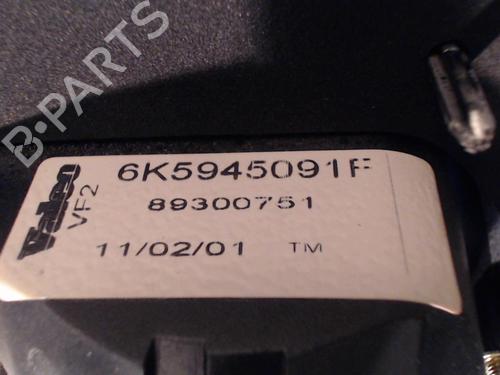 B-PARTS
Valeo
VF2
6K5945091F
89300751
11/02/01 TM